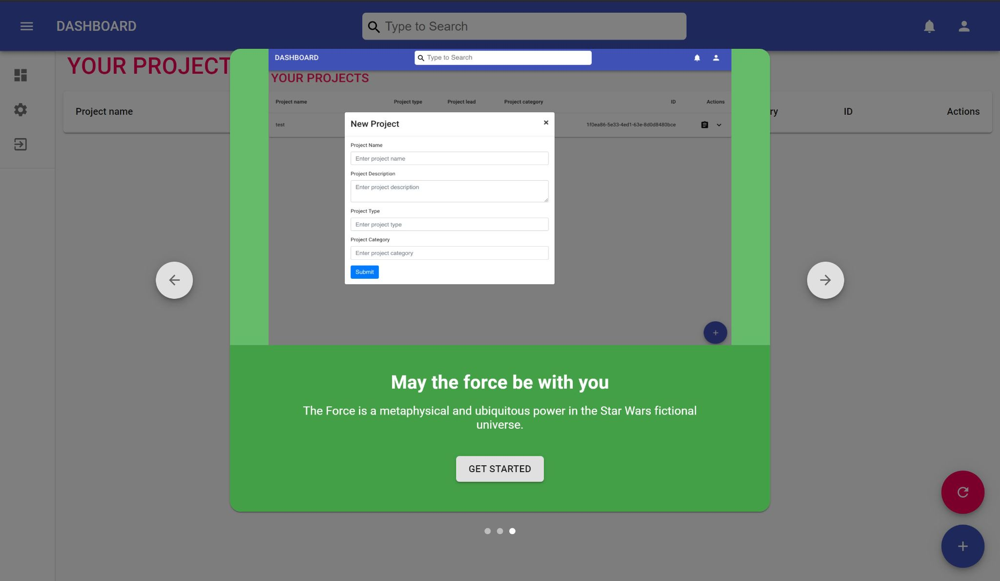 DASHBOARD
Type to Search
YOUR PROJECT
Project name
ry
ID
Actions
DASHBOARD
Type to Search
YOUR PROJECTS
Project name Project type Project lead Project category ID Actions
test
1f0ea86-5e33-4ed1-63e-8d0d8480bce
New Project
×
Project Name
Enter project name
Project Description
Enter project description
Project Type
Enter project type
Project Category
Enter project category
Submit
May the force be with you
The Force is a metaphysical and ubiquitous power in the Star Wars fictional
universe.
GET STARTED